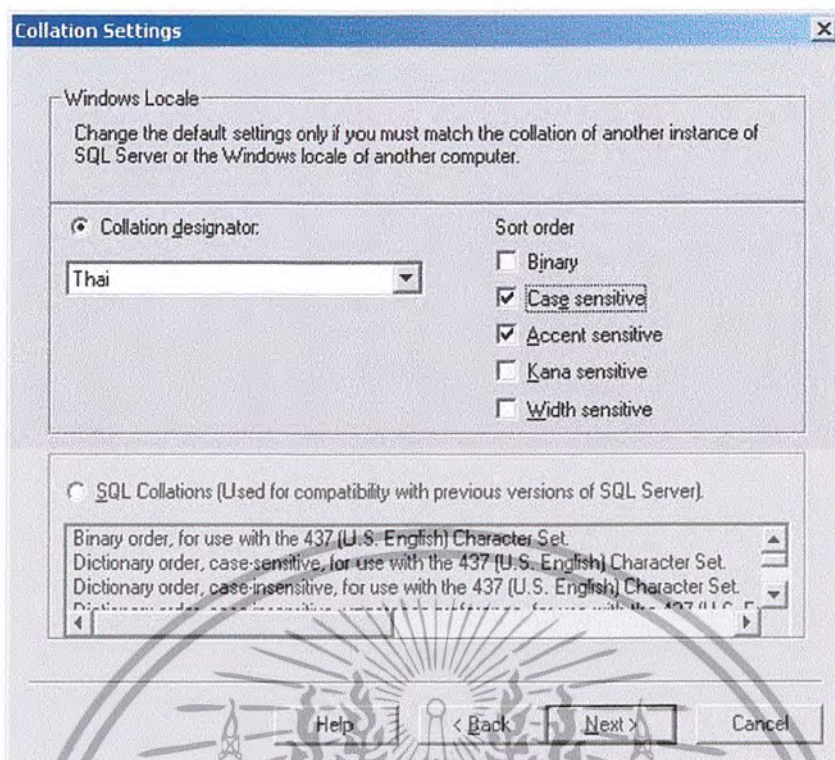 Collation Settings
Windows Locale
Change the default settings only if you must match the collation of another instance of
SQL Server or the Windows locale of another computer.
Collation designator:
Thai
Sort order
Binary
Case sensitive
Accent sensitive
Kana sensitive
Width sensitive
SQL Collations (Used for compatibility with previous versions of SQL Server).
Binary order, for use with the 437 (U.S. English) Character Set.
Dictionary order, case-sensitive, for use with the 437 (U.S. English) Character Set.
Dictionary order, case-insensitive, for use with the 437 (U.S. English) Character Set.
Help
< Back
Next >
Cancel